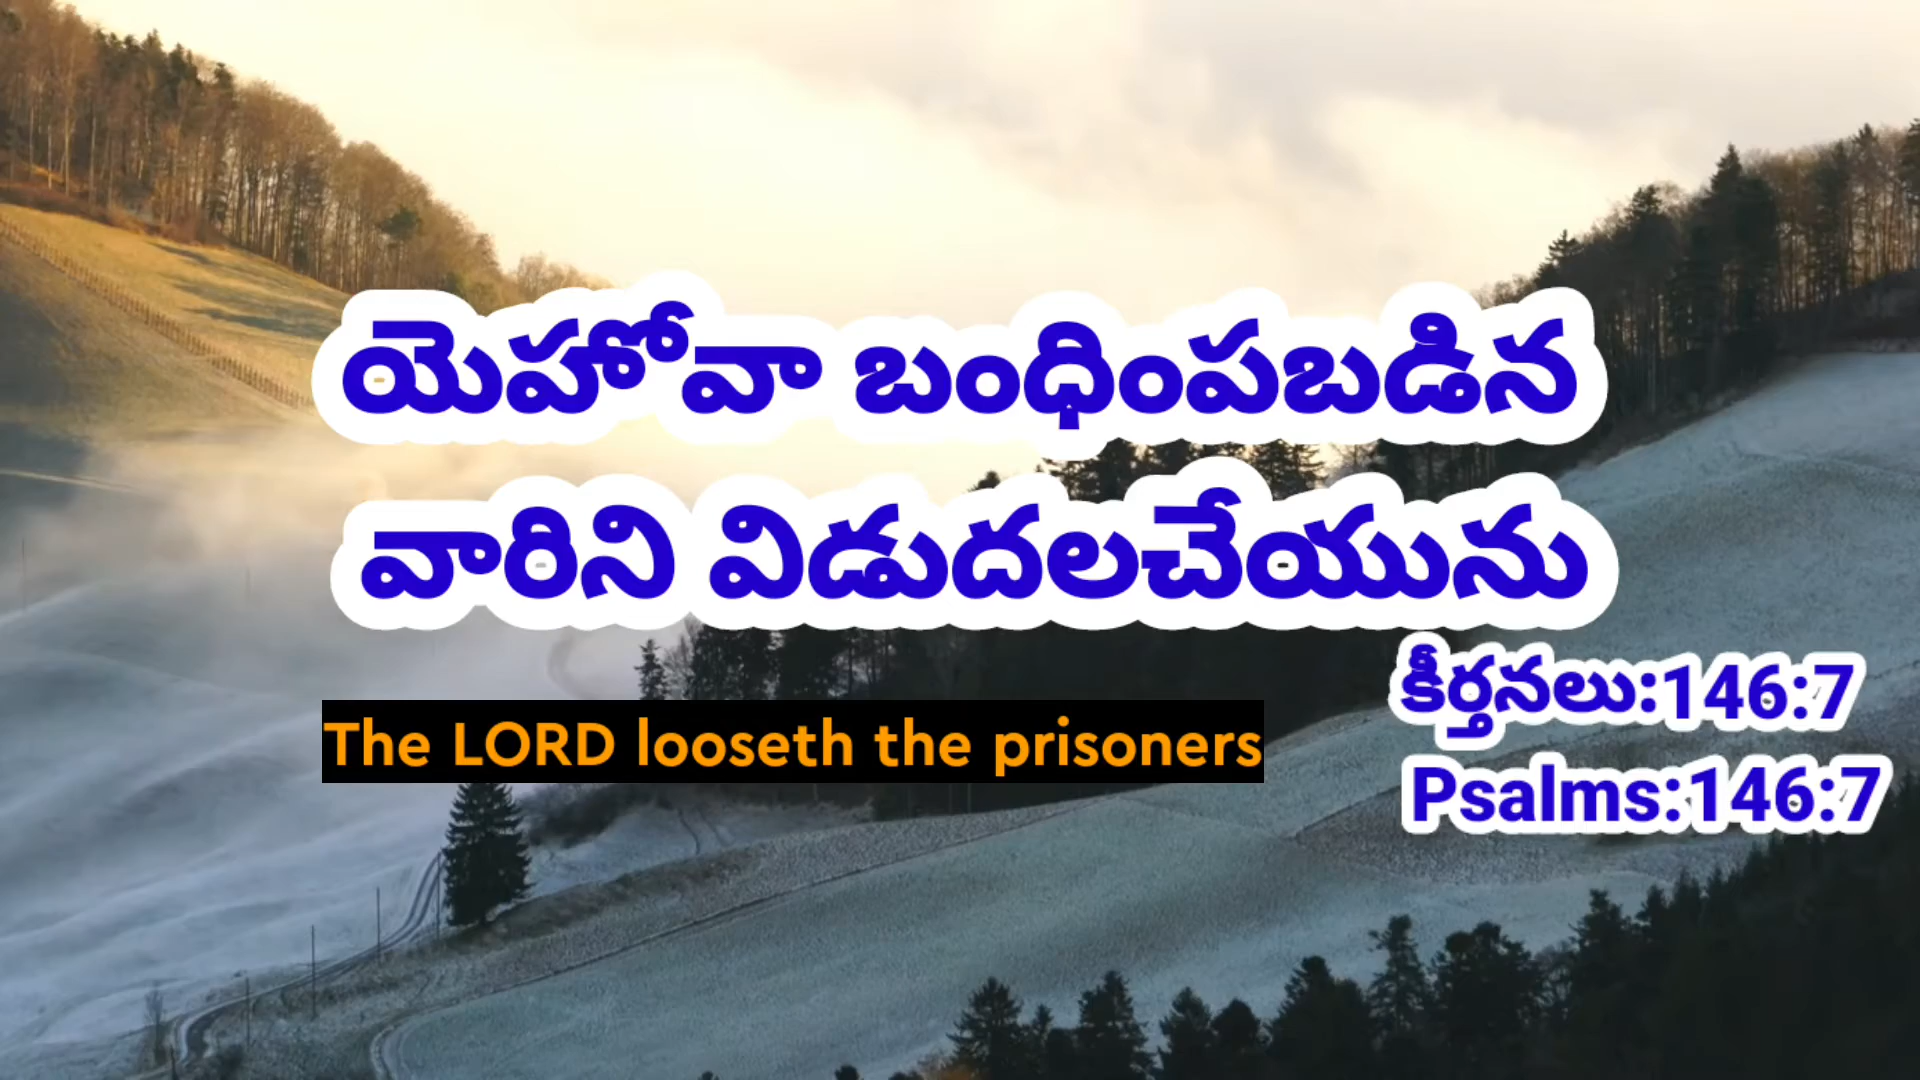 యెహోవా బంధింపబడిన
వారిని విడుదలచేయును
కీర్తనలు:146:7
The LORD looseth the prisoners
Psalms:146:7